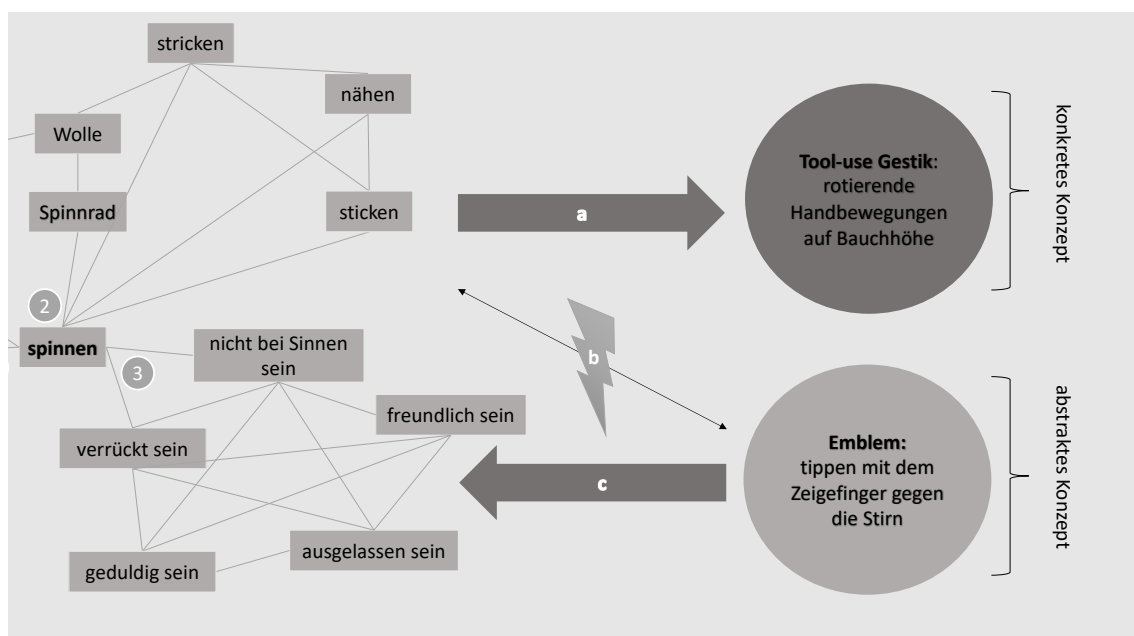 stricken
nähen
Wolle
Spinnrad
sticken
a
Tool-use Gestik:
rotierende
Handbewegungen
auf Bauchhöhe
konkretes Konzept
2
spinnen
3
nicht bei Sinnen
sein
b
freundlich sein
verrückt sein
c
Emblem:
tippen mit dem
Zeigefinger gegen
die Stirn
abstraktes Konzept
ausgelassen sein
geduldig sein